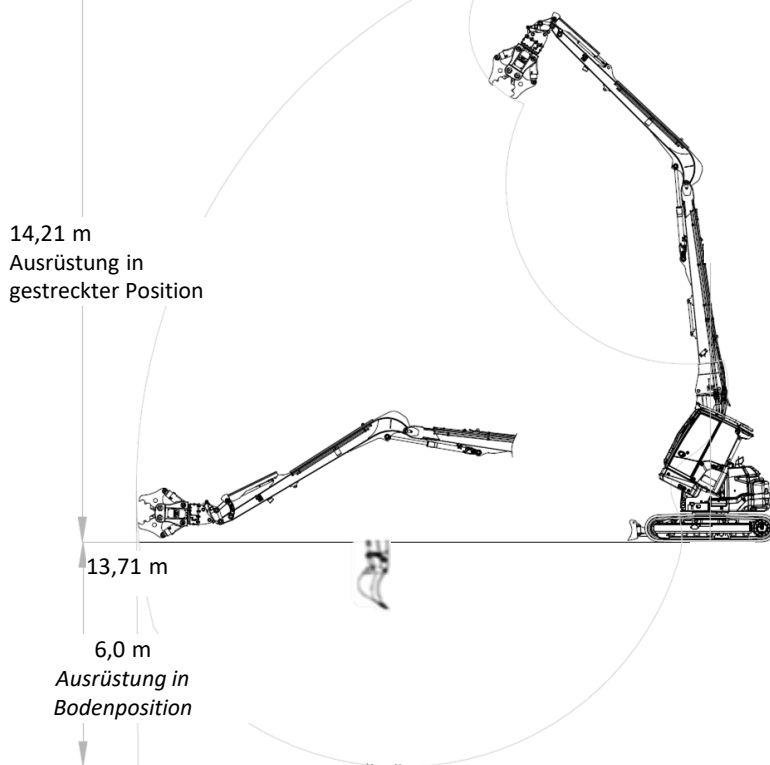 14,21 m
Ausrüstung in
gestreckter Position
13,71 m
6,0 m
Ausrüstung in
Bodenposition